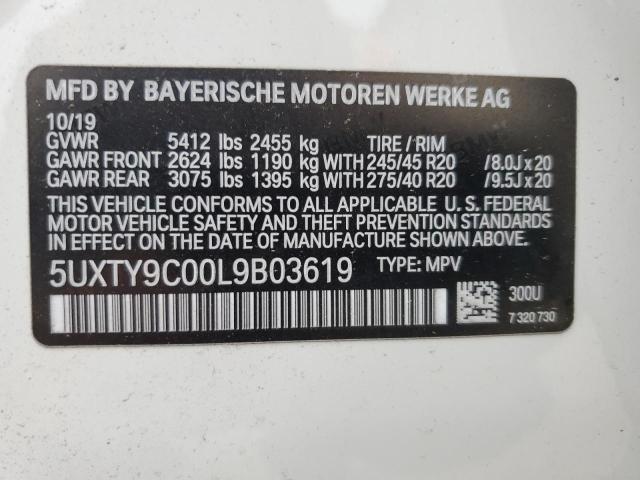 MFD BY BAYERISCHE MOTOREN WERKE AG
10/19
GVWR 5412 lbs 2455 kg TIRE / RIM
GAWR FRONT 2624 lbs 1190 kg WITH 245/45 R20 /8.0J x 20
GAWR REAR 3075 lbs 1395 kg WITH 275/40 R20 /9.5J x 20
THIS VEHICLE CONFORMS TO ALL APPLICABLE U. S. FEDERAL
MOTOR VEHICLE SAFETY AND THEFT PREVENTION STANDARDS
IN EFFECT ON THE DATE OF MANUFACTURE SHOWN ABOVE.
5UXTY9C00L9B03619 TYPE: MPV
300U
7 320 730